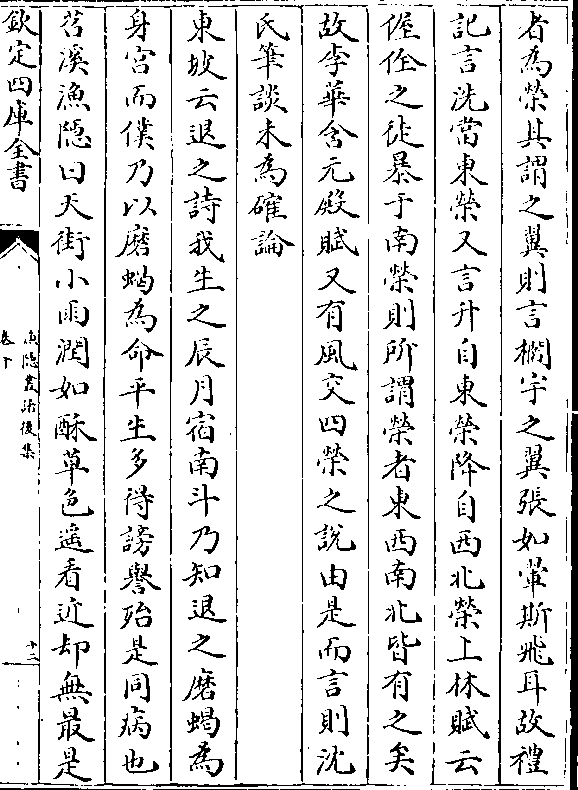 者為榮其謂之翼則言榱宇之翼張如翬斯飛耳故禮
記言洗當東榮又言升自東榮降自西北榮上林賦云
偓佺之徒暴于南榮則所謂榮者東西南北皆有之矣
故李華含元殿賦又有風交四榮之說由是而言則沈
氏筆談未為確論
東坡云退之詩我生之辰月宿南斗乃知退之磨蝎為
身宮而僕乃以磨蝎為命平生多得謗譽殆是同病也
苕溪漁隠曰天街小雨潤如酥草色遥看近却無最是
欽定四庫全書
漁隠叢話後集
卷十
十二